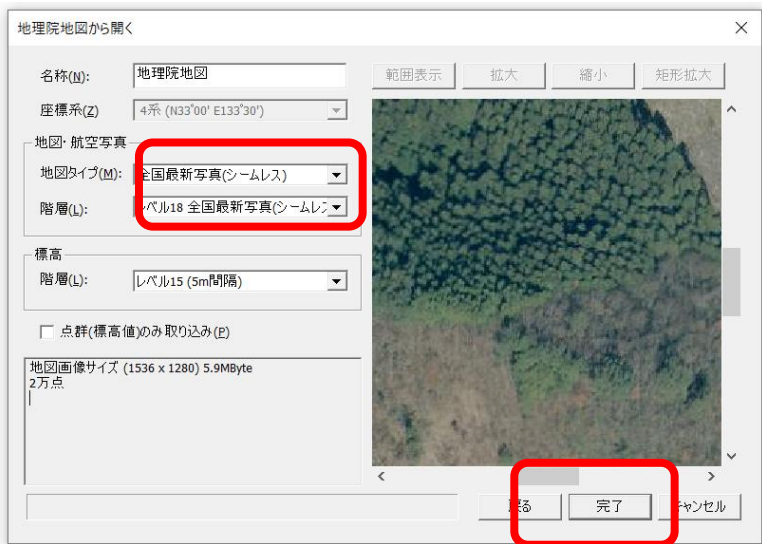 地理院地図から開く
名称(N): 地理院地図
範囲表示 拡大 縮小 矩形拡大
座標系(Z) 4系 (N33°00' E133°30')
地図・航空写真
地図タイプ(M): 全国最新写真(シームレス)
階層(L): レベル18 全国最新写真(シームレス
標高
階層(L): レベル15 (5m間隔)
点群(標高値)のみ取り込み(P)
地図画像サイズ (1536 x 1280) 5.9MByte
2万点
戻る 完了 キャンセル